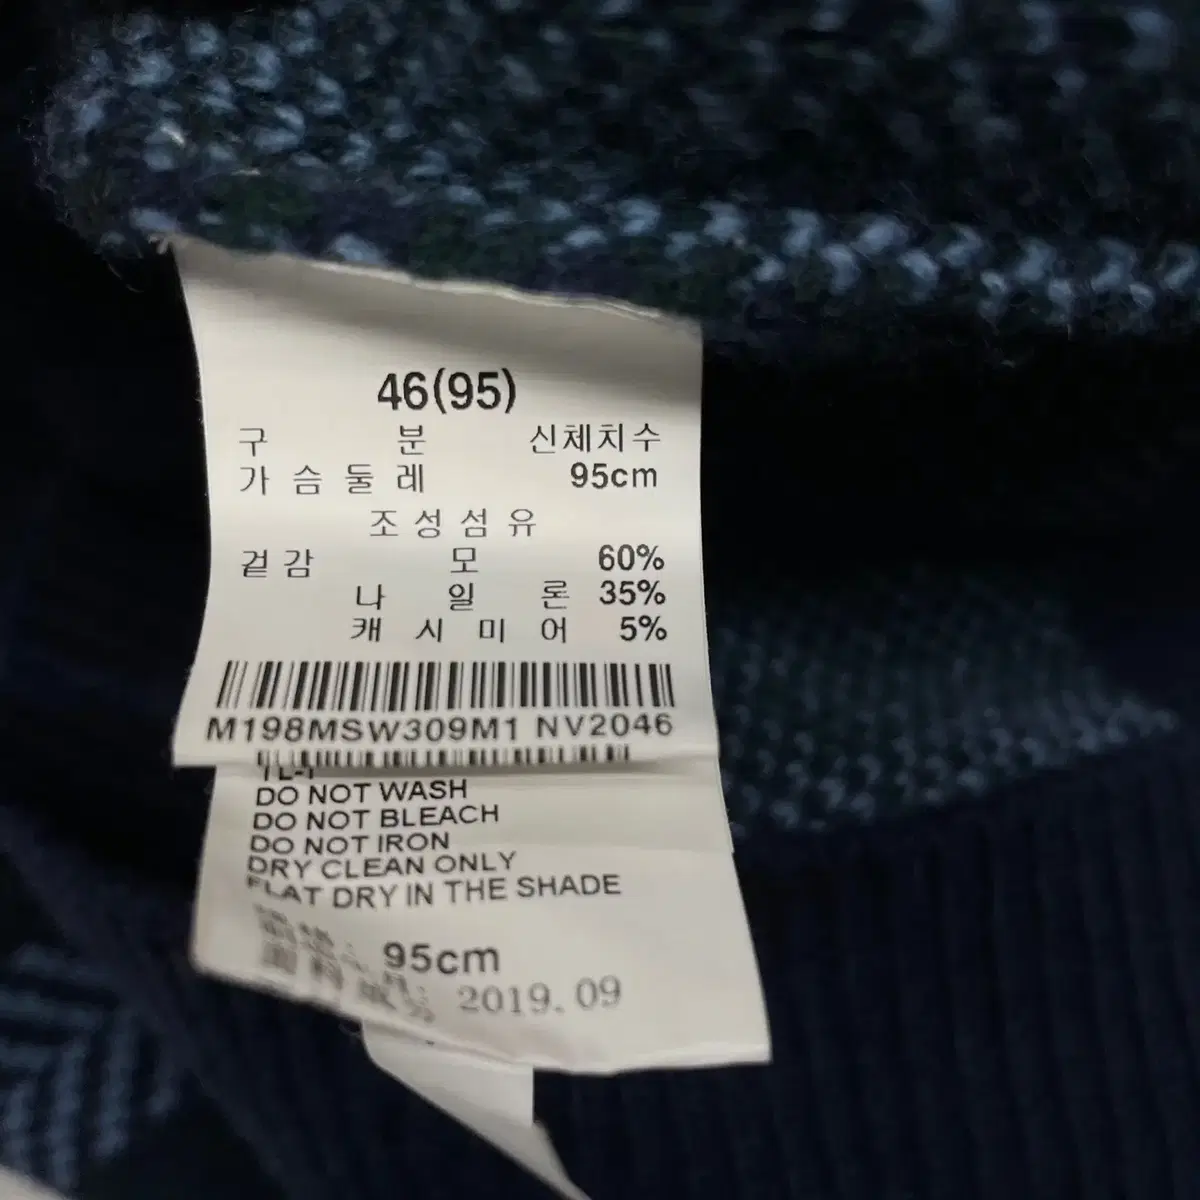 46(95)
구 분 신체치수
가 슴 둘 레 95cm
조 성 섬 유
겉 감 모 60%
나 일 론 35%
캐 시 미 어 5%
M198MSW309M1 NV2046
DO NOT WASH
DO NOT BLEACH
DO NOT IRON
DRY CLEAN ONLY
FLAT DRY IN THE SHADE
95cm
2019. 09